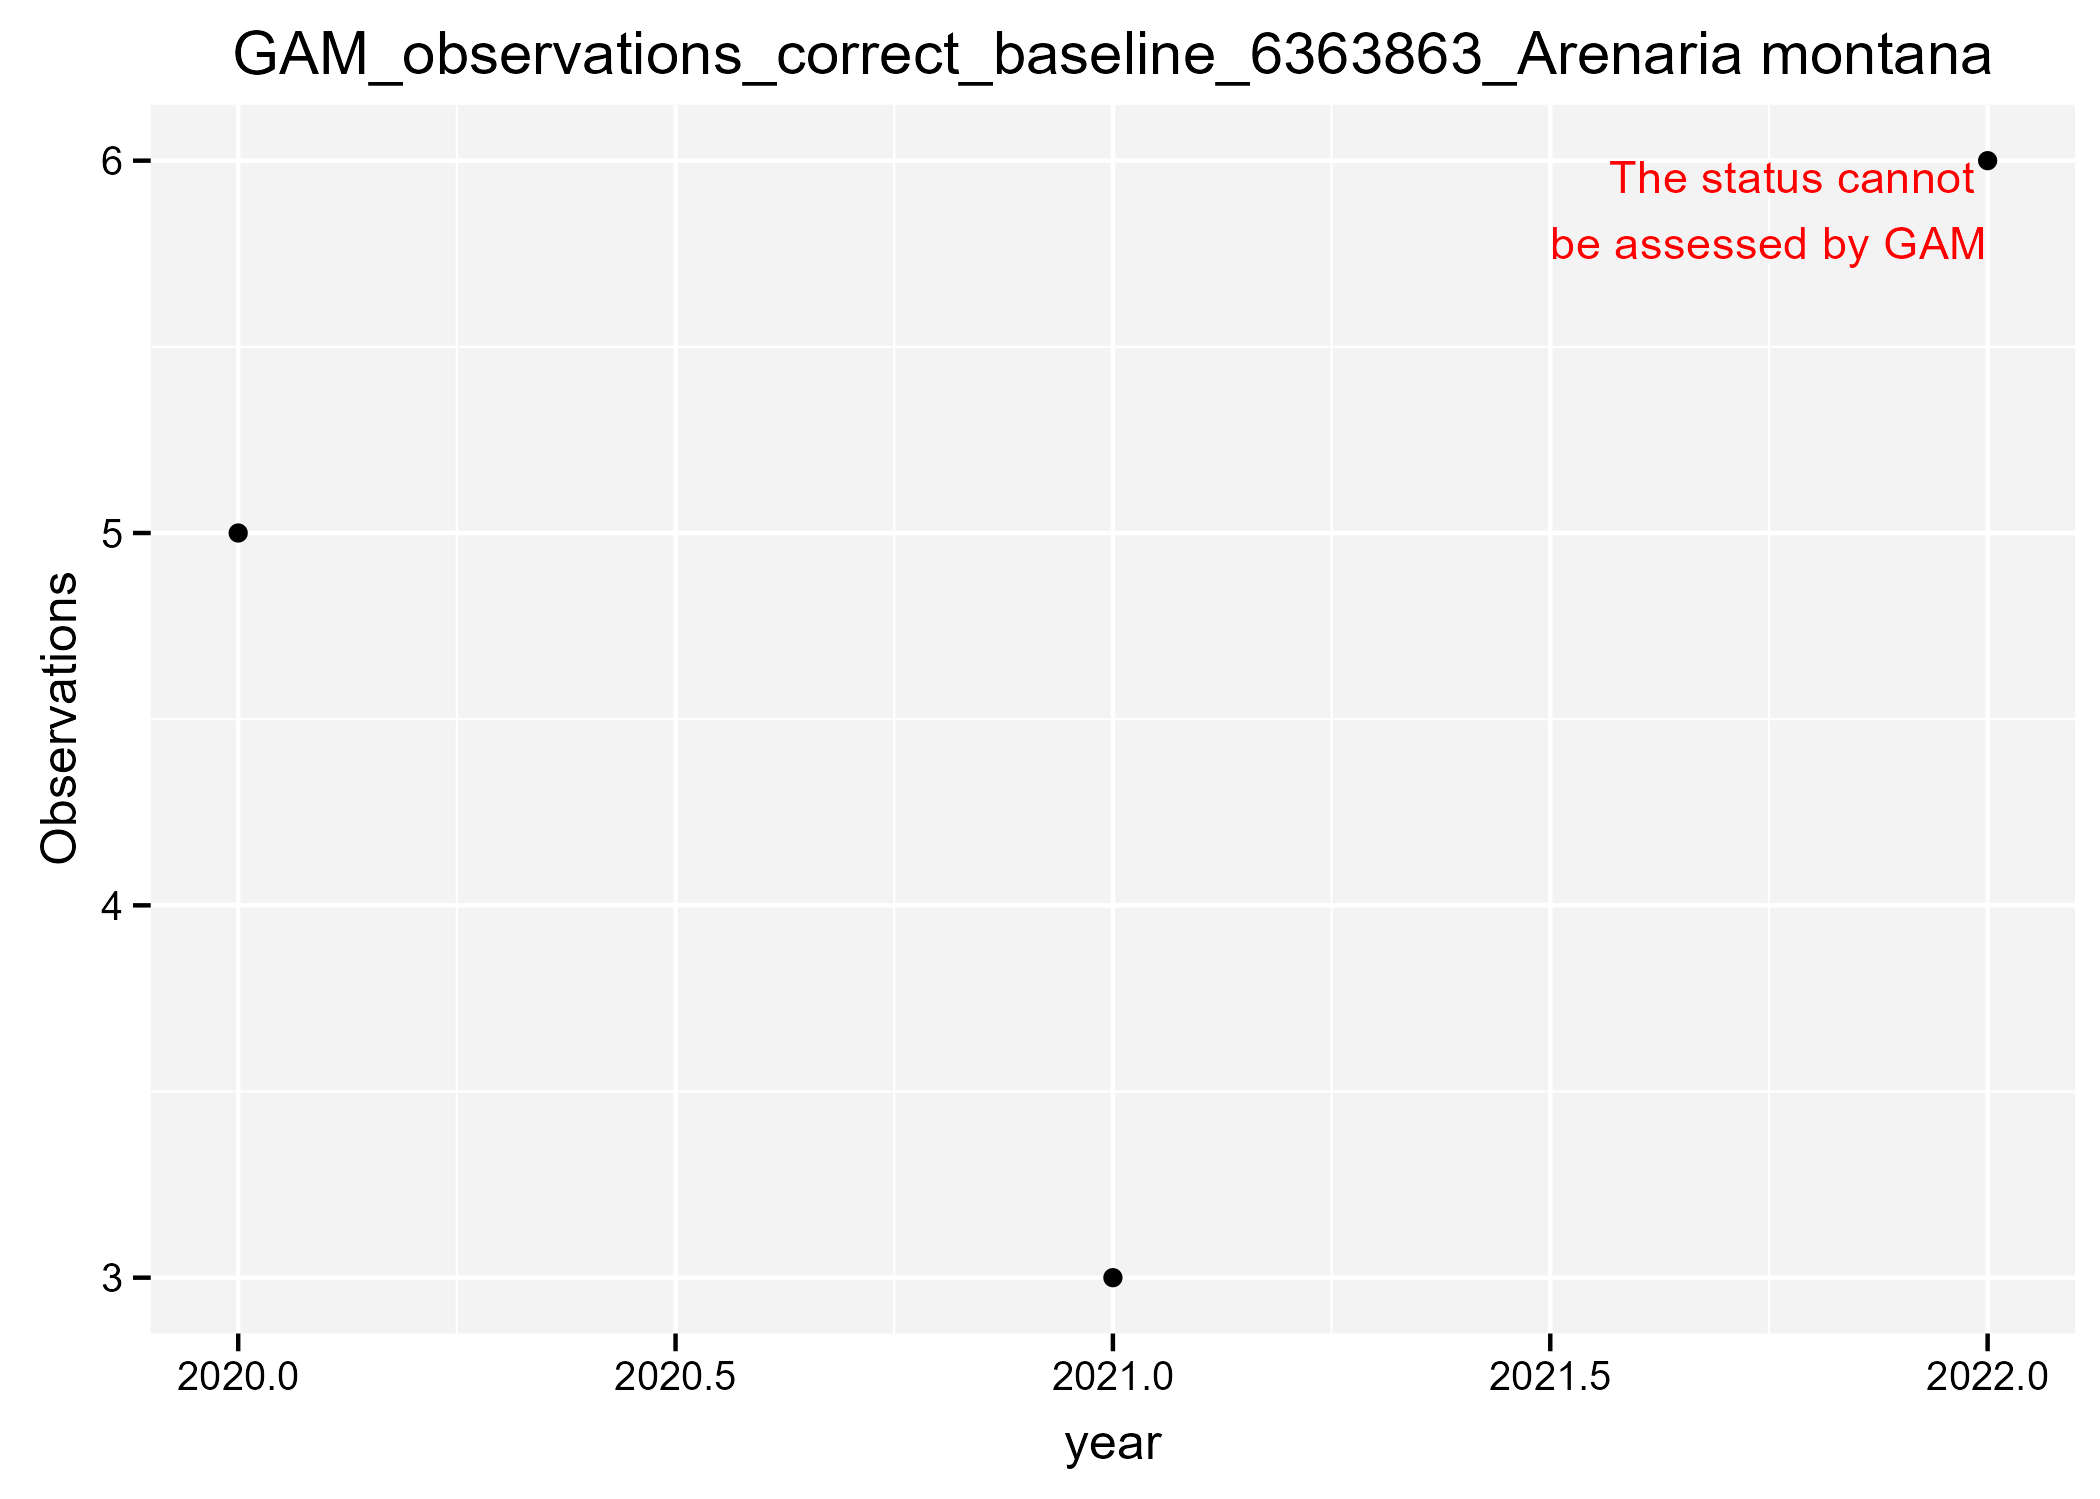 GAM_observations_correct_baseline_6363863_Arenaria montana
6
The status cannot
be assessed by GAM
5
Observations
4
3
2020.0 2020.5 2021.0 2021.5 2022.0
year